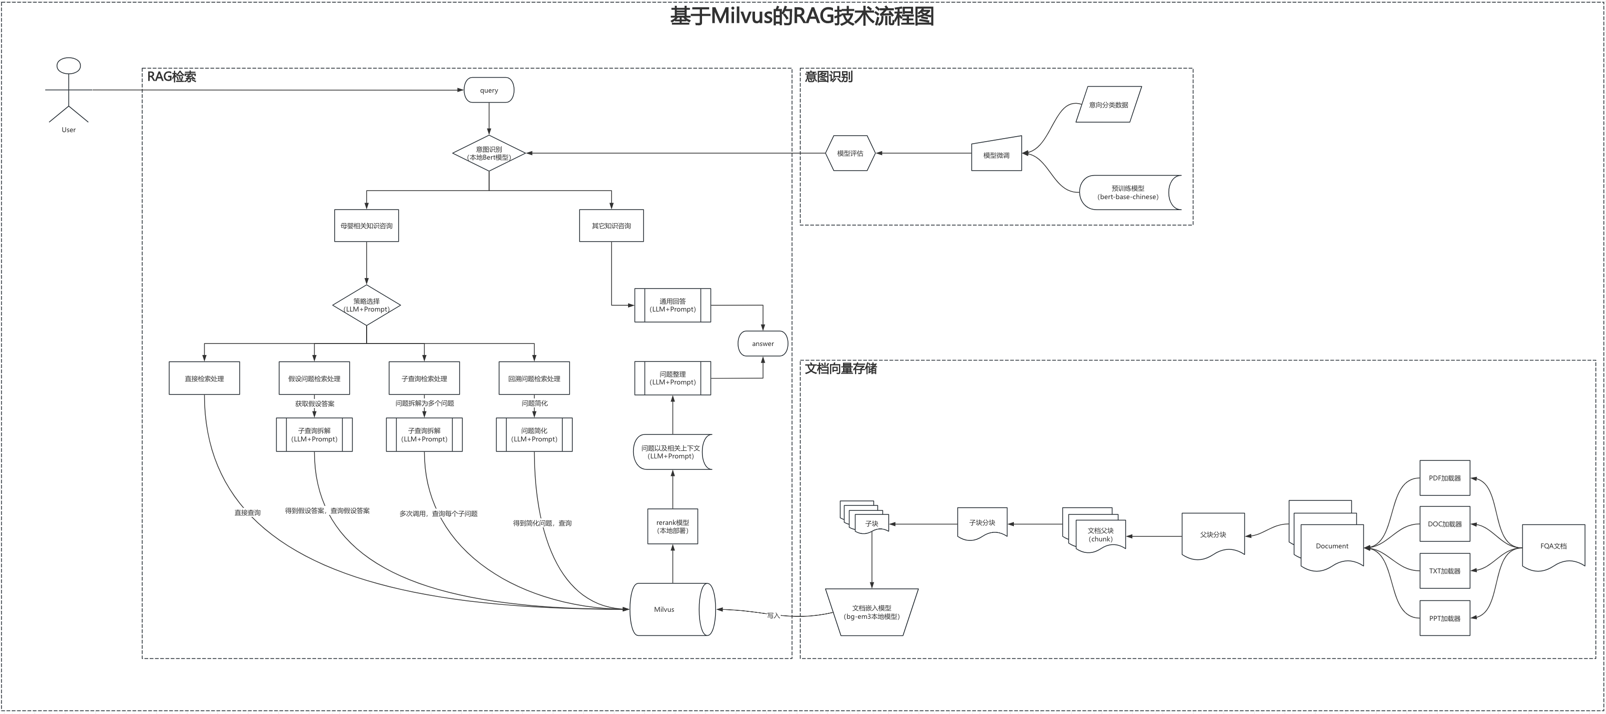 基于Milvus的RAG技术流程图
User
RAG检索
query
意图识别
(本地Bert模型)
母婴相关知识咨询
其它知识咨询
策略选择
(LLM+Prompt)
通用回答
(LLM+Prompt)
answer
直接检索处理
假设问题检索处理
子查询检索处理
回溯问题检索处理
问题整理
(LLM+Prompt)
获取假设答案
问题拆解为多个问题
问题简化
子查询拆解
(LLM+Prompt)
子查询拆解
(LLM+Prompt)
问题简化
(LLM+Prompt)
问题以及相关上下文
(LLM+Prompt)
直接查询
得到假设答案，查询假设答案
多次调用，查询每个子问题
得到简化问题，查询
rerank模型
(本地部署)
Milvus
意图识别
模型评估
模型微调
意向分类数据
预训练模型
(bert-base-chinese)
文档向量存储
子块
子块分块
文档父块
(chunk)
父块分块
Document
PDF加载器
DOC加载器
TXT加载器
PPT加载器
FQA文档
文档嵌入模型
(bg-em3本地模型)
写入